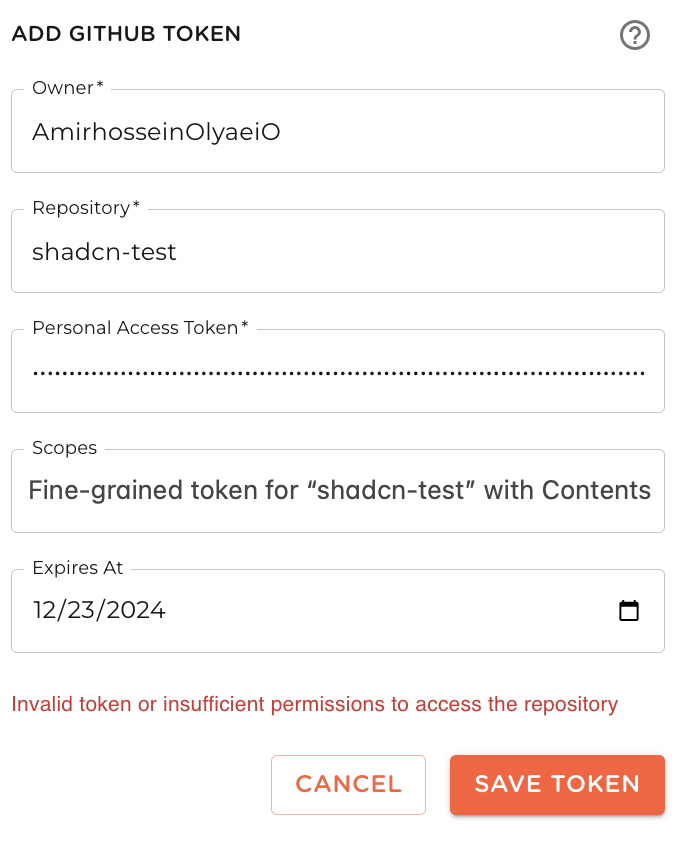 ADD GITHUB TOKEN
Owner*
AmirhosseinOlyaeiO
Repository*
shadcn-test
Personal Access Token*
Scopes
Fine-grained token for “shadcn-test” with Contents
Expires At
12/23/2024
Invalid token or insufficient permissions to access the repository
CANCEL
SAVE TOKEN